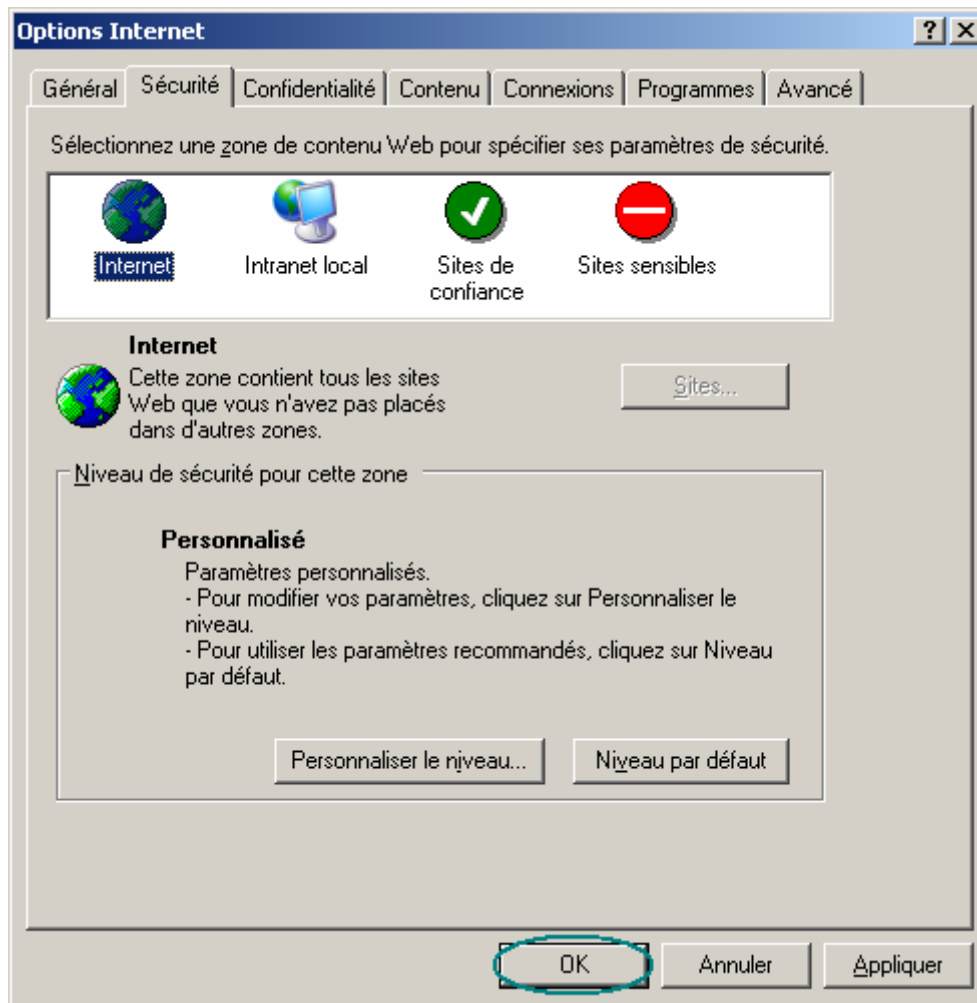 Options Internet
Général Sécurité Confidentialité Contenu Connexions Programmes Avancé
Sélectionnez une zone de contenu Web pour spécifier ses paramètres de sécurité.
Internet Intranet local Sites de Sites sensibles
confiance
Internet
Cette zone contient tous les sites
Web que vous n'avez pas placés
dans d'autres zones.
Sites...
Niveau de sécurité pour cette zone
Personnalisé
Paramètres personnalisés.
- Pour modifier vos paramètres, cliquez sur Personnaliser le
niveau.
- Pour utiliser les paramètres recommandés, cliquez sur Niveau
par défaut.
Personnaliser le niveau... Niveau par défaut
OK Annuler Appliquer